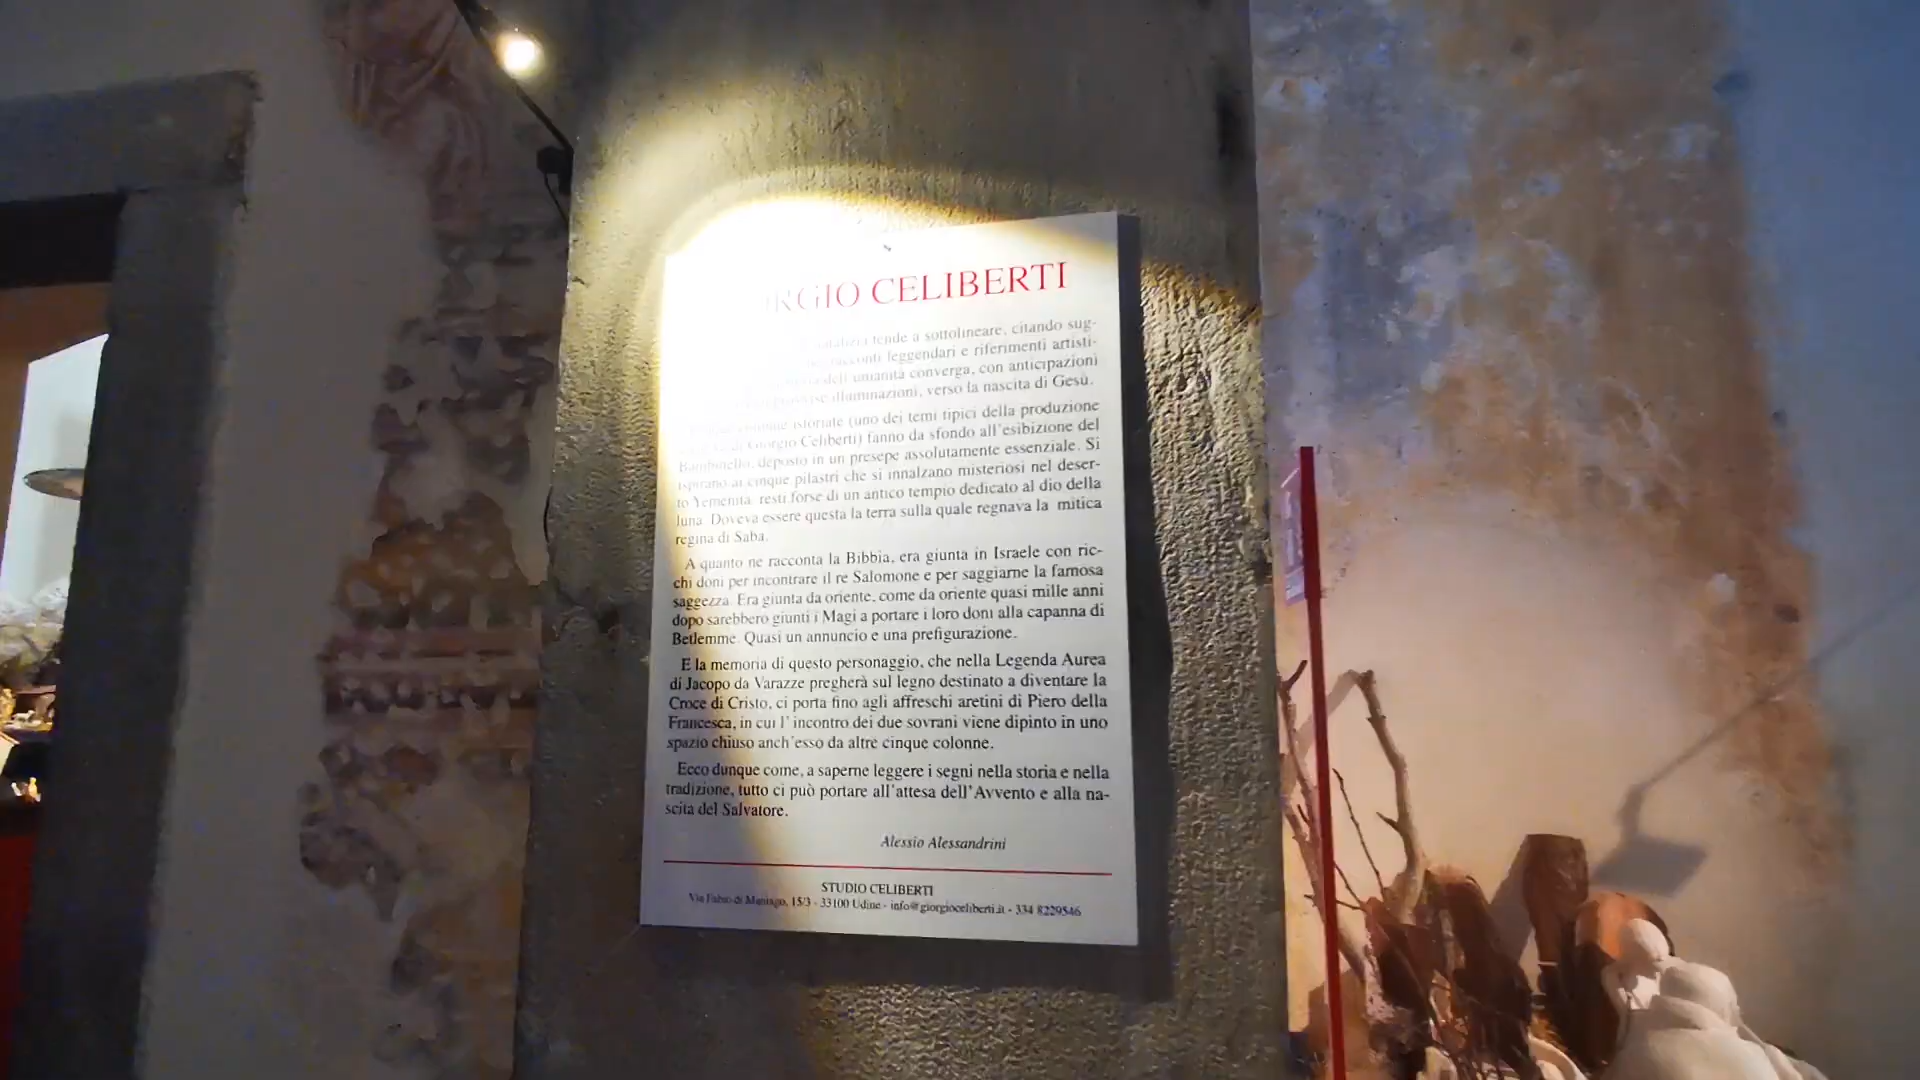 RGIO CELIBERTI
tende a sottolineare, citando sug-
racconti leggendari e riferimenti artisti-
dell'umanità converga, con anticipazioni
illuminazioni, verso la nascita di Gesù.
istoriate (uno dei temi tipici della produzione
di Giorgio Celiberti) fanno da sfondo all'esibizione del
Bambinello, deposto in un presepe assolutamente essenziale. Si
ispirano ai cinque pilastri che si innalzano misteriosi nel deser-
to Yemenita, resti forse di un antico tempio dedicato al dio della
luna. Doveva essere questa la terra sulla quale regnava la mitica
regina di Saba.
A quanto ne racconta la Bibbia, era giunta in Israele con ric-
chi doni per incontrare il re Salomone e per saggiarne la famosa
saggezza. Era giunta da oriente, come da oriente quasi mille anni
dopo sarebbero giunti i Magi a portare i loro doni alla capanna di
Betlemme. Quasi un annuncio e una prefigurazione.
E la memoria di questo personaggio, che nella Legenda Aurea
di Jacopo da Varazze pregherà sul legno destinato a diventare la
Croce di Cristo, ci porta fino agli affreschi aretini di Piero della
Francesca, in cui l'incontro dei due sovrani viene dipinto in uno
spazio chiuso anch'esso da altre cinque colonne.
Ecco dunque come, a saperne leggere i segni nella storia e nella
tradizione, tutto ci può portare all'attesa dell'Avvento e alla na-
scita del Salvatore.
Alessio Alessandrini
STUDIO CELIBERTI
Via Fabio di Maniago, 15/3 - 33100 Udine - info@giorgioceliberti.it - 334 8229546